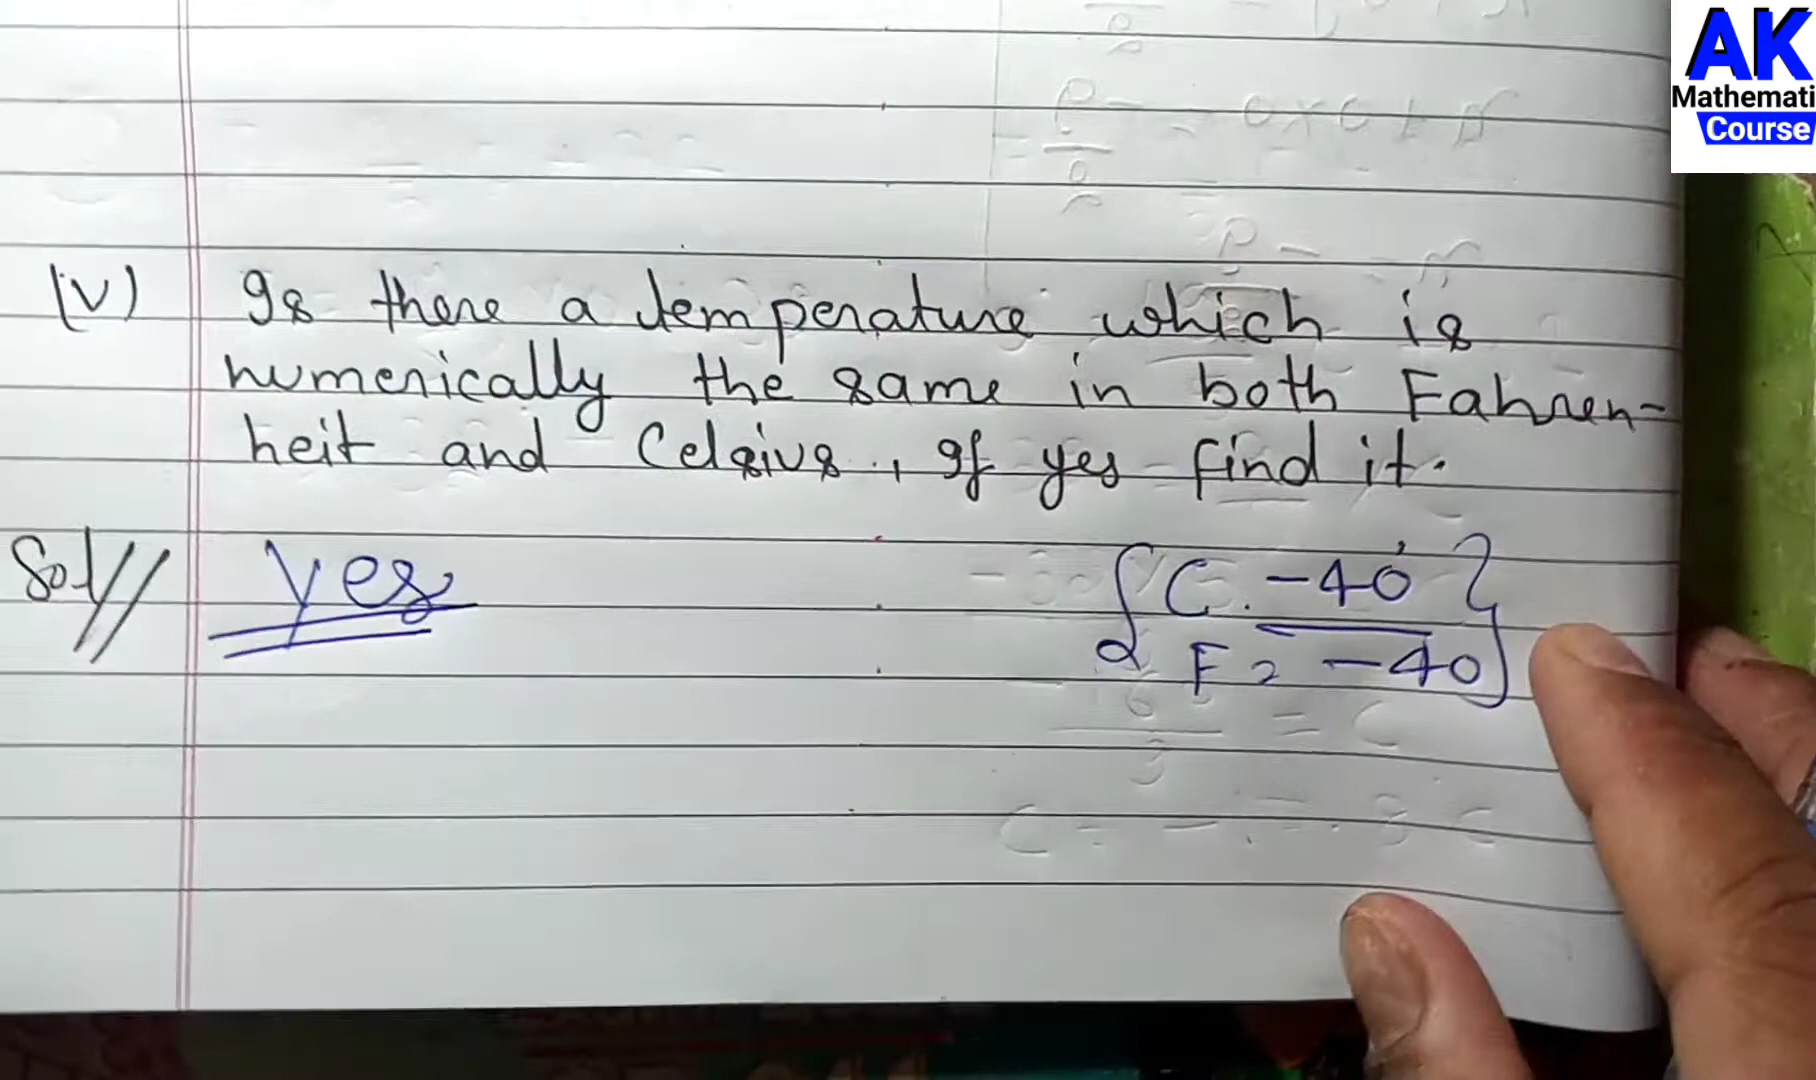 AK
Mathemati
Course
(v) Is there a temperature which is
numerically the same in both Fahren-
heit and Celsius, If yes find it.
Sol// yes
{ C . -40 }
F = -40